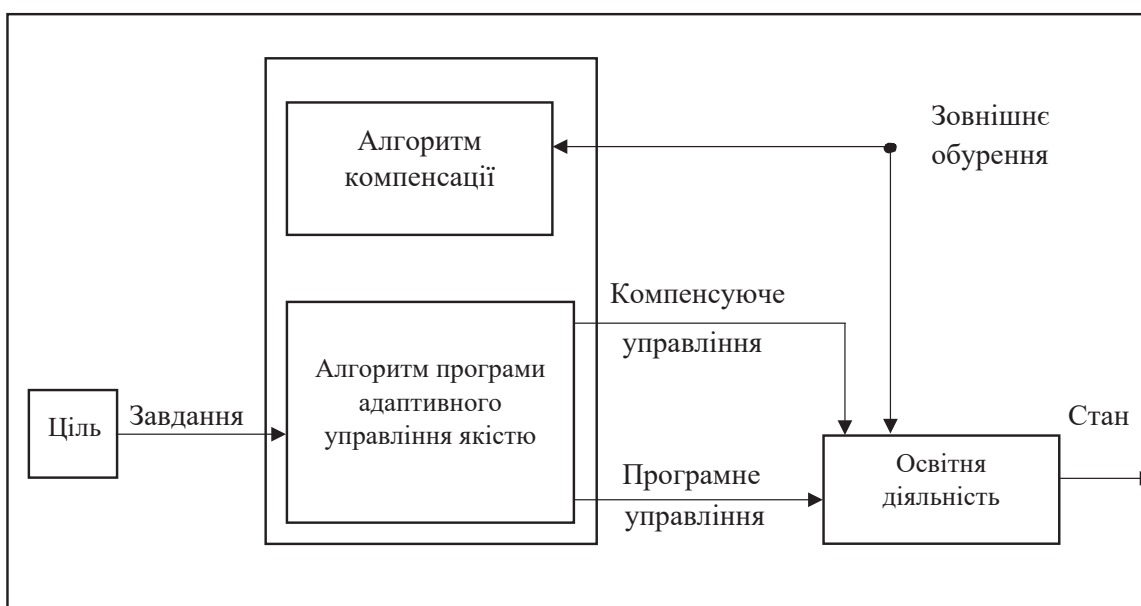 Алгоритм
компенсації
Зовнішнє
обурення
Компенсуюче
управління
Алгоритм програми
адаптивного
управління якістю
Ціль
Завдання
Програмне
управління
Освітня
діяльність
Стан